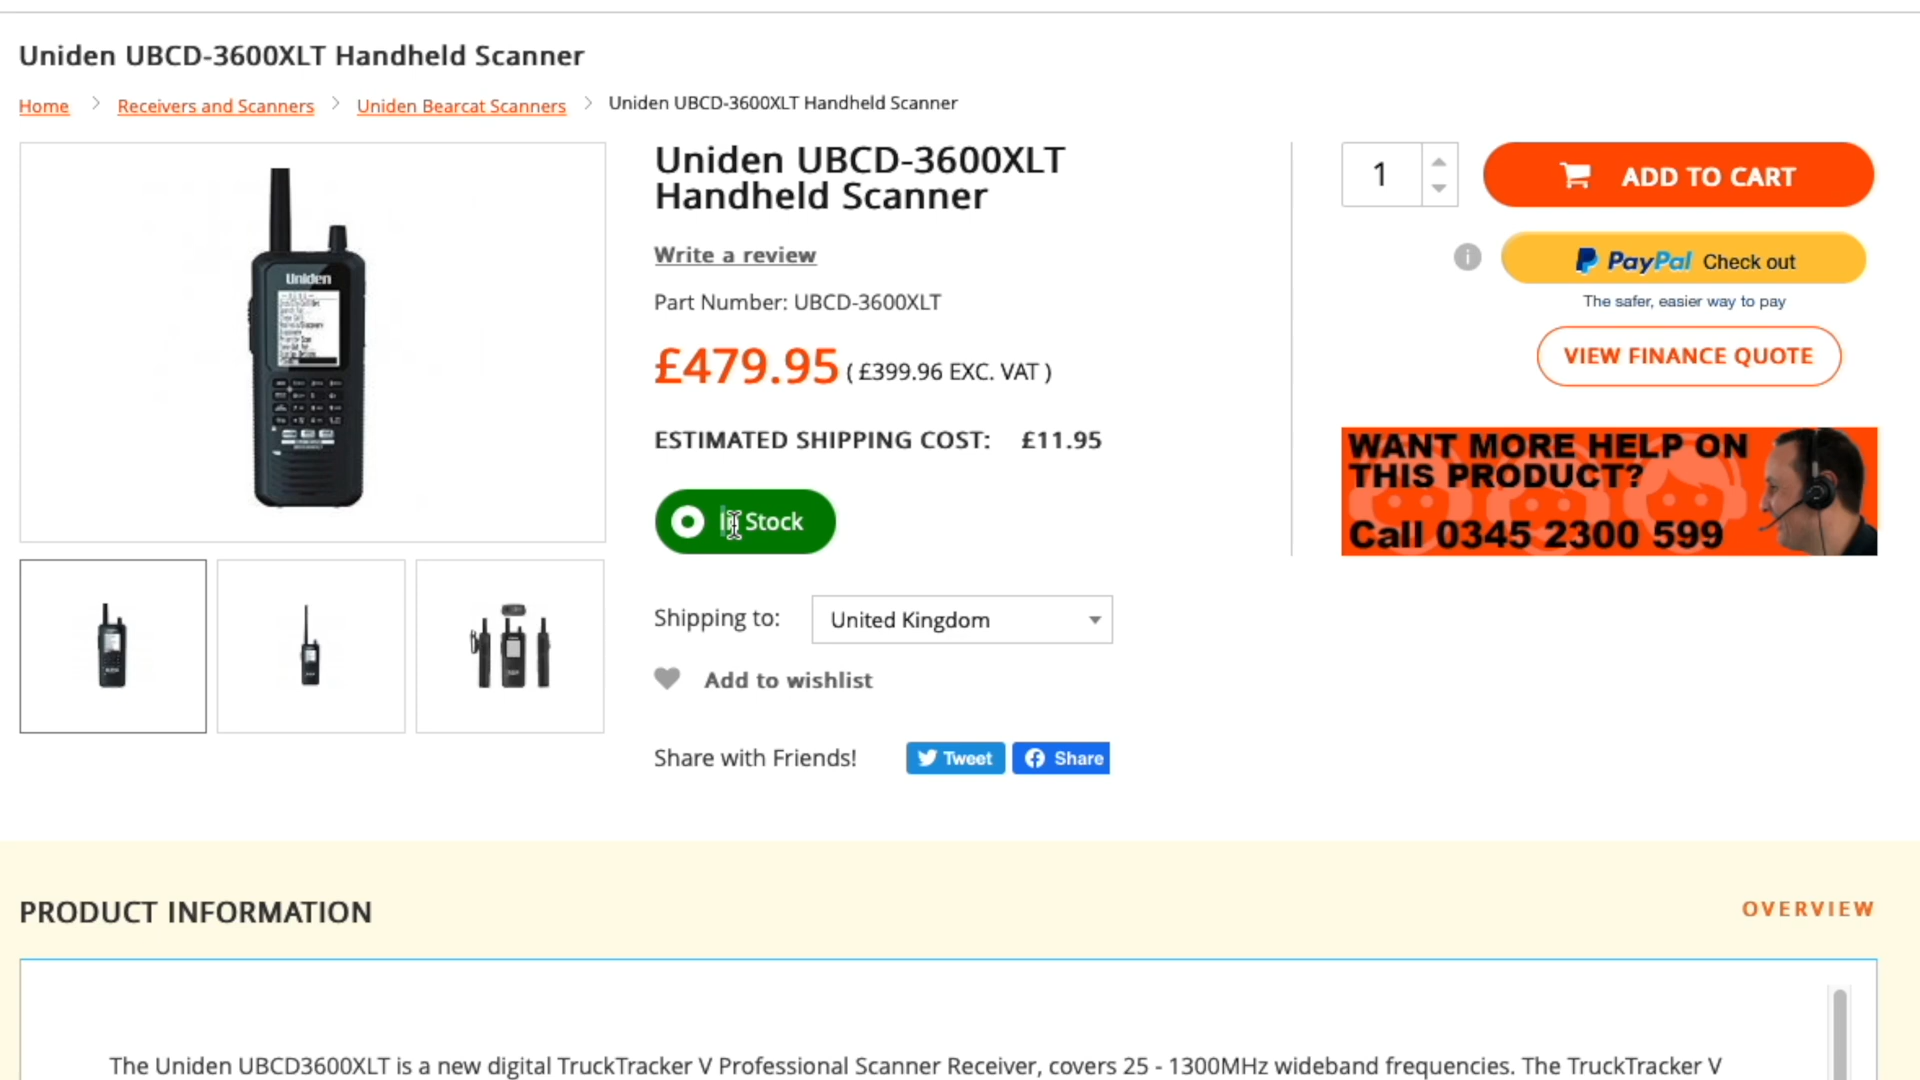 Uniden UBCD-3600XLT Handheld Scanner
Home > Receivers and Scanners > Uniden Bearcat Scanners > Uniden UBCD-3600XLT Handheld Scanner
Uniden
Uniden UBCD-3600XLT
Handheld Scanner
Write a review
Part Number: UBCD-3600XLT
£479.95 ( £399.96 EXC. VAT )
ESTIMATED SHIPPING COST: £11.95
In Stock
Shipping to: United Kingdom
Add to wishlist
Share with Friends! Tweet Share
1
ADD TO CART
i
PayPal Check out
The safer, easier way to pay
VIEW FINANCE QUOTE
WANT MORE HELP ON
THIS PRODUCT?
Call 0345 2300 599
PRODUCT INFORMATION
OVERVIEW
The Uniden UBCD3600XLT is a new digital TruckTracker V Professional Scanner Receiver, covers 25 - 1300MHz wideband frequencies. The TruckTracker V